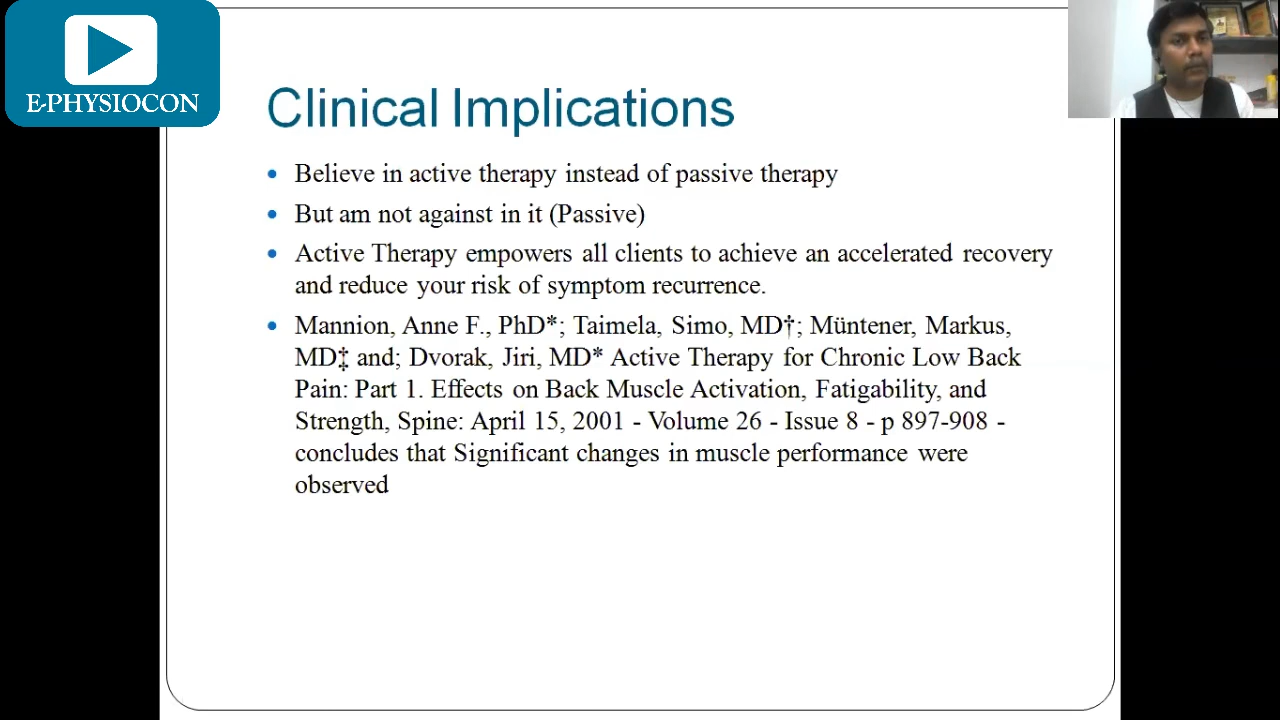 E-PHYSIOCON
Clinical Implications
Believe in active therapy instead of passive therapy
But am not against in it (Passive)
Active Therapy empowers all clients to achieve an accelerated recovery
and reduce your risk of symptom recurrence.
Mannion, Anne F., PhD*; Taimela, Simo, MD†; Müntener, Markus,
MD‡ and; Dvorak, Jiri, MD* Active Therapy for Chronic Low Back
Pain: Part 1. Effects on Back Muscle Activation, Fatigability, and
Strength, Spine: April 15, 2001 - Volume 26 - Issue 8 - p 897-908 -
concludes that Significant changes in muscle performance were
observed